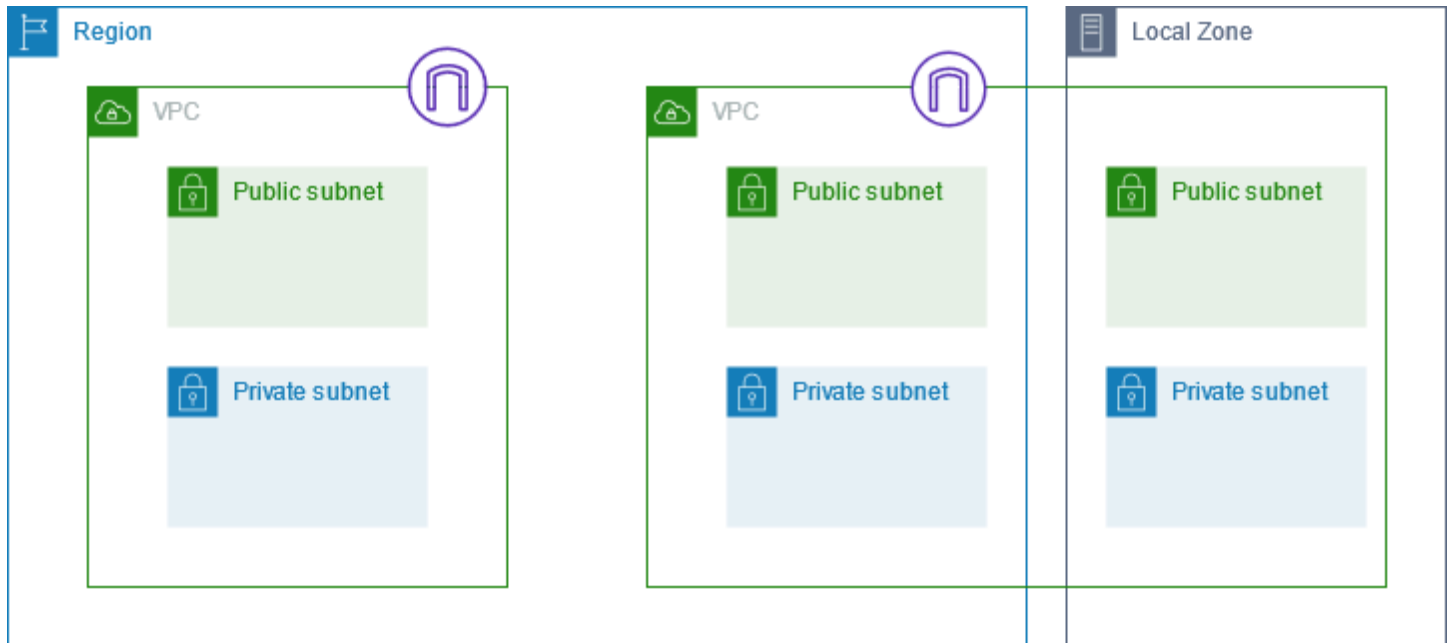 Region
Local Zone
VPC
VPC
Public subnet
Public subnet
Public subnet
Private subnet
Private subnet
Private subnet